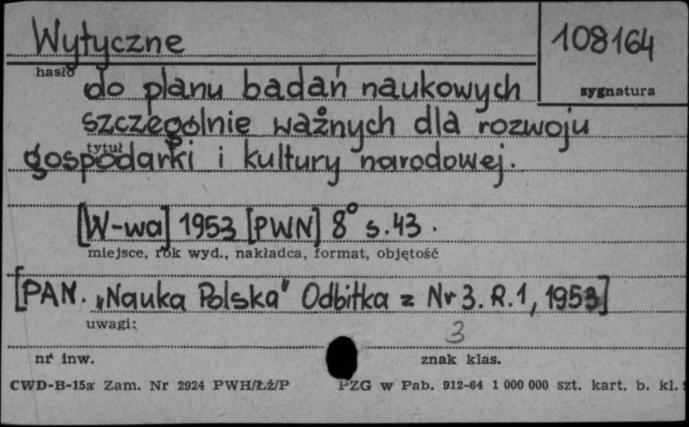 Wytyczne
108164
hasło
do planu badań naukowych
sygnatura
szczególnie ważnych dla rozwoju
tytuł
gospodarki i kultury narodowej.
[W-wa] 1953 [PWN] 8° s.43.
miejsce, rok wyd., nakładca, format, objętość
[PAN. „Nauka Polska" Odbitka z Nr 3. R.1, 1953]
uwagi:
3
nr inw.
znak klas.
CWD-B-15a Zam. Nr 2924 PWH/Łź/P PZG w Pab. 912-64 1 000 000 szt. kart. b. kl.